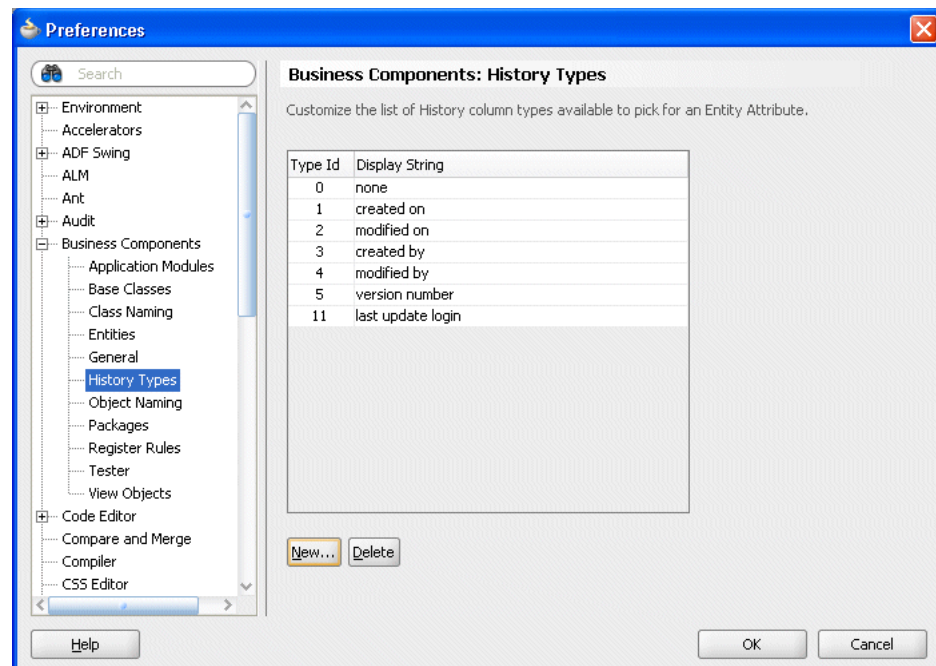 Preferences
Search
Environment
Accelerators
ADF Swing
ALM
Ant
Audit
Business Components
Application Modules
Base Classes
Class Naming
Entities
General
History Types
Object Naming
Packages
Register Rules
Tester
View Objects
Code Editor
Compare and Merge
Compiler
CSS Editor
Business Components: History Types
Customize the list of History column types available to pick for an Entity Attribute.
Type Id Display String
0 none
1 created on
2 modified on
3 created by
4 modified by
5 version number
11 last update login
New... Delete
Help OK Cancel